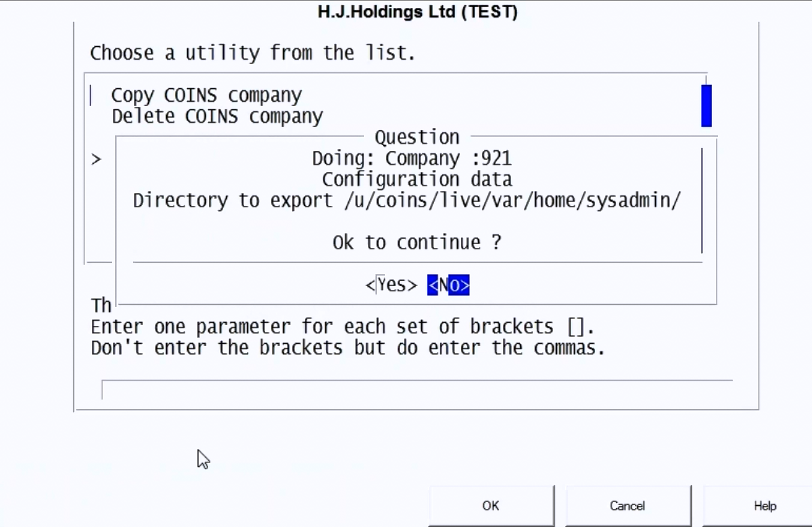 H.J.Holdings Ltd (TEST)
Choose a utility from the list.
Copy COINS company
Delete COINS company
Question
> Doing: Company :921
Configuration data
Directory to export /u/coins/live/var/home/sysadmin/
Ok to continue ?
<Yes> <No>
Th
Enter one parameter for each set of brackets [].
Don't enter the brackets but do enter the commas.
OK Cancel Help